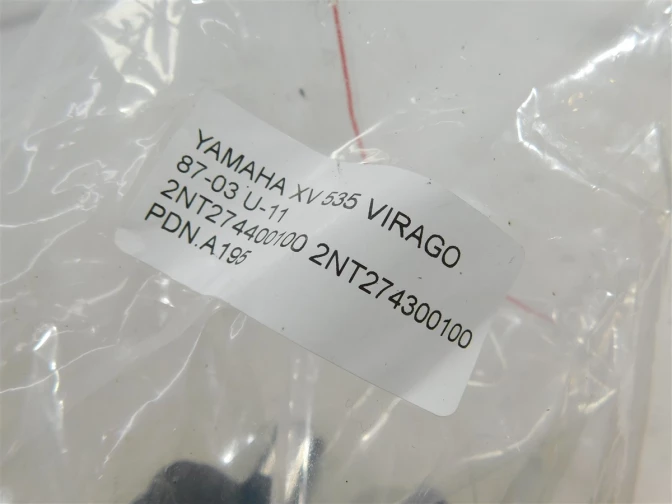 YAMAHA XV 535 VIRAGO
87-03 U-11
2NT274400100 2NT274300100
PDN.A195